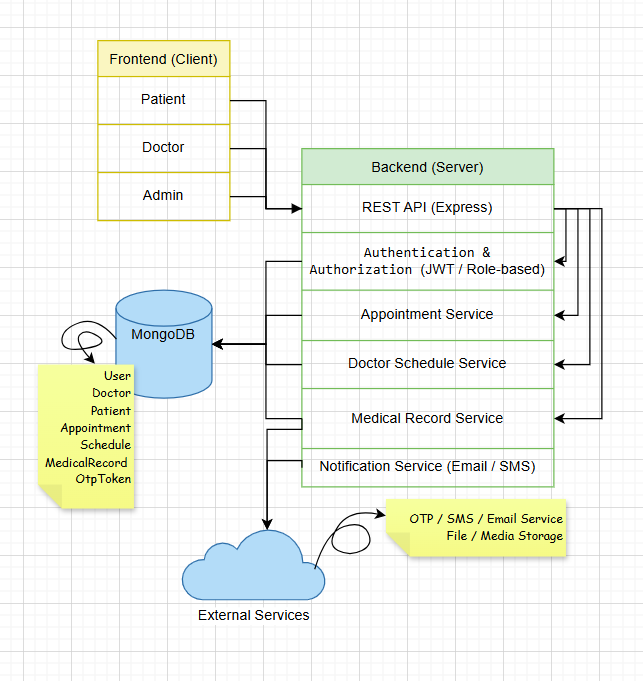 Frontend (Client)
Patient
Doctor
Admin
Backend (Server)
REST API (Express)
Authentication &
Authorization (JWT / Role-based)
Appointment Service
Doctor Schedule Service
Medical Record Service
Notification Service (Email / SMS)
MongoDB
User
Doctor
Patient
Appointment
Schedule
MedicalRecord
OtpToken
OTP / SMS / Email Service
File / Media Storage
External Services